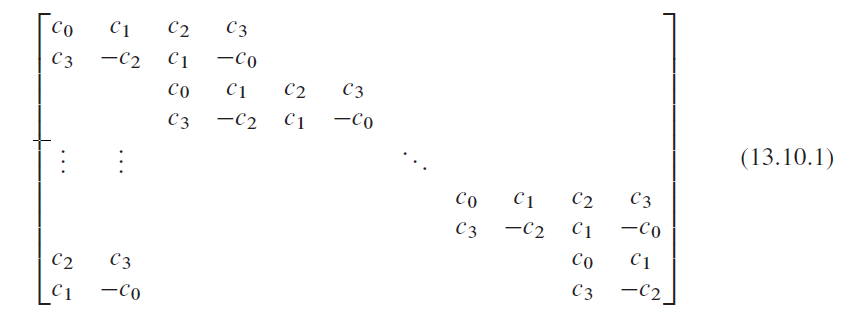 c₀ c₁ c₂ c₃
c₃ −c₂ c₁ −c₀
c₀ c₁ c₂ c₃
c₃ −c₂ c₁ −c₀
⋮ ⋮ ⋱ (13.10.1)
c₀ c₁ c₂ c₃
c₃ −c₂ c₁ −c₀
c₂ c₃ c₀ c₁
c₁ −c₀ c₃ −c₂